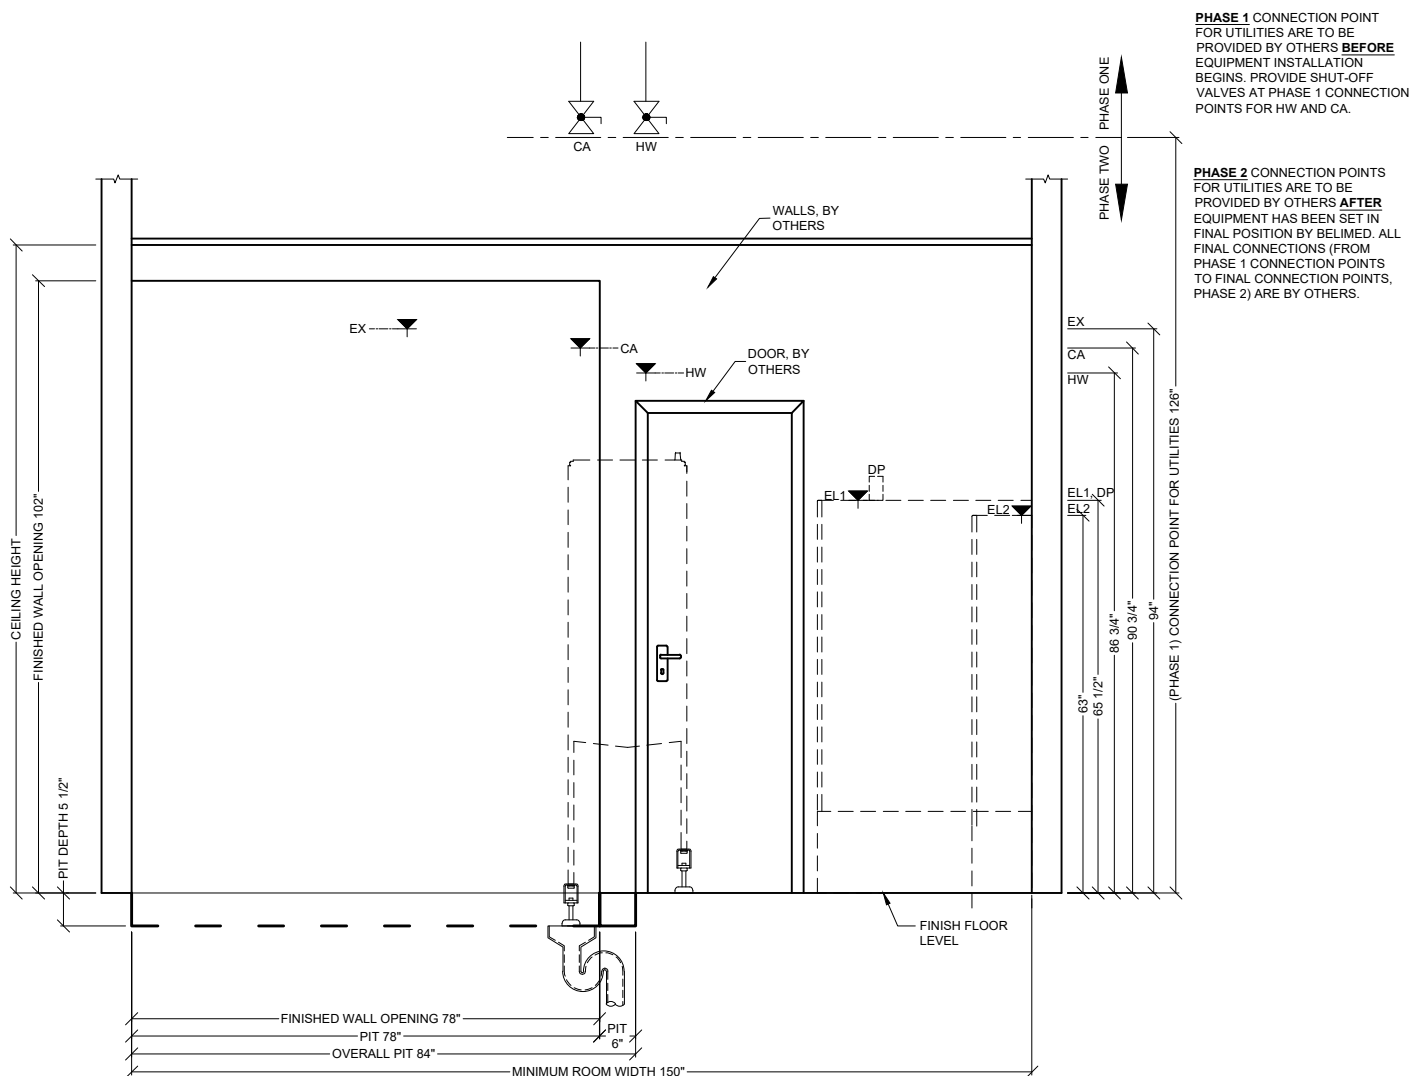 PHASE 1 CONNECTION POINT
FOR UTILITIES ARE TO BE
PROVIDED BY OTHERS BEFORE
EQUIPMENT INSTALLATION
BEGINS. PROVIDE SHUT-OFF
VALVES AT PHASE 1 CONNECTION
POINTS FOR HW AND CA.
PHASE ONE
PHASE TWO
CA
HW
PHASE 2 CONNECTION POINTS
FOR UTILITIES ARE TO BE
PROVIDED BY OTHERS AFTER
EQUIPMENT HAS BEEN SET IN
FINAL POSITION BY BELIMED. ALL
FINAL CONNECTIONS (FROM
PHASE 1 CONNECTION POINTS
TO FINAL CONNECTION POINTS,
PHASE 2) ARE BY OTHERS.
WALLS, BY
OTHERS
EX
CA
HW
DOOR, BY
OTHERS
EX
CA
HW
DP
EL1
EL2
EL1, DP
EL2
CEILING HEIGHT
FINISHED WALL OPENING 102"
PIT DEPTH 5 1/2"
63"
65 1/2"
86 3/4"
90 3/4"
94"
(PHASE 1) CONNECTION POINT FOR UTILITIES 126"
FINISH FLOOR
LEVEL
FINISHED WALL OPENING 78"
PIT 78"
PIT
6"
OVERALL PIT 84"
MINIMUM ROOM WIDTH 150"